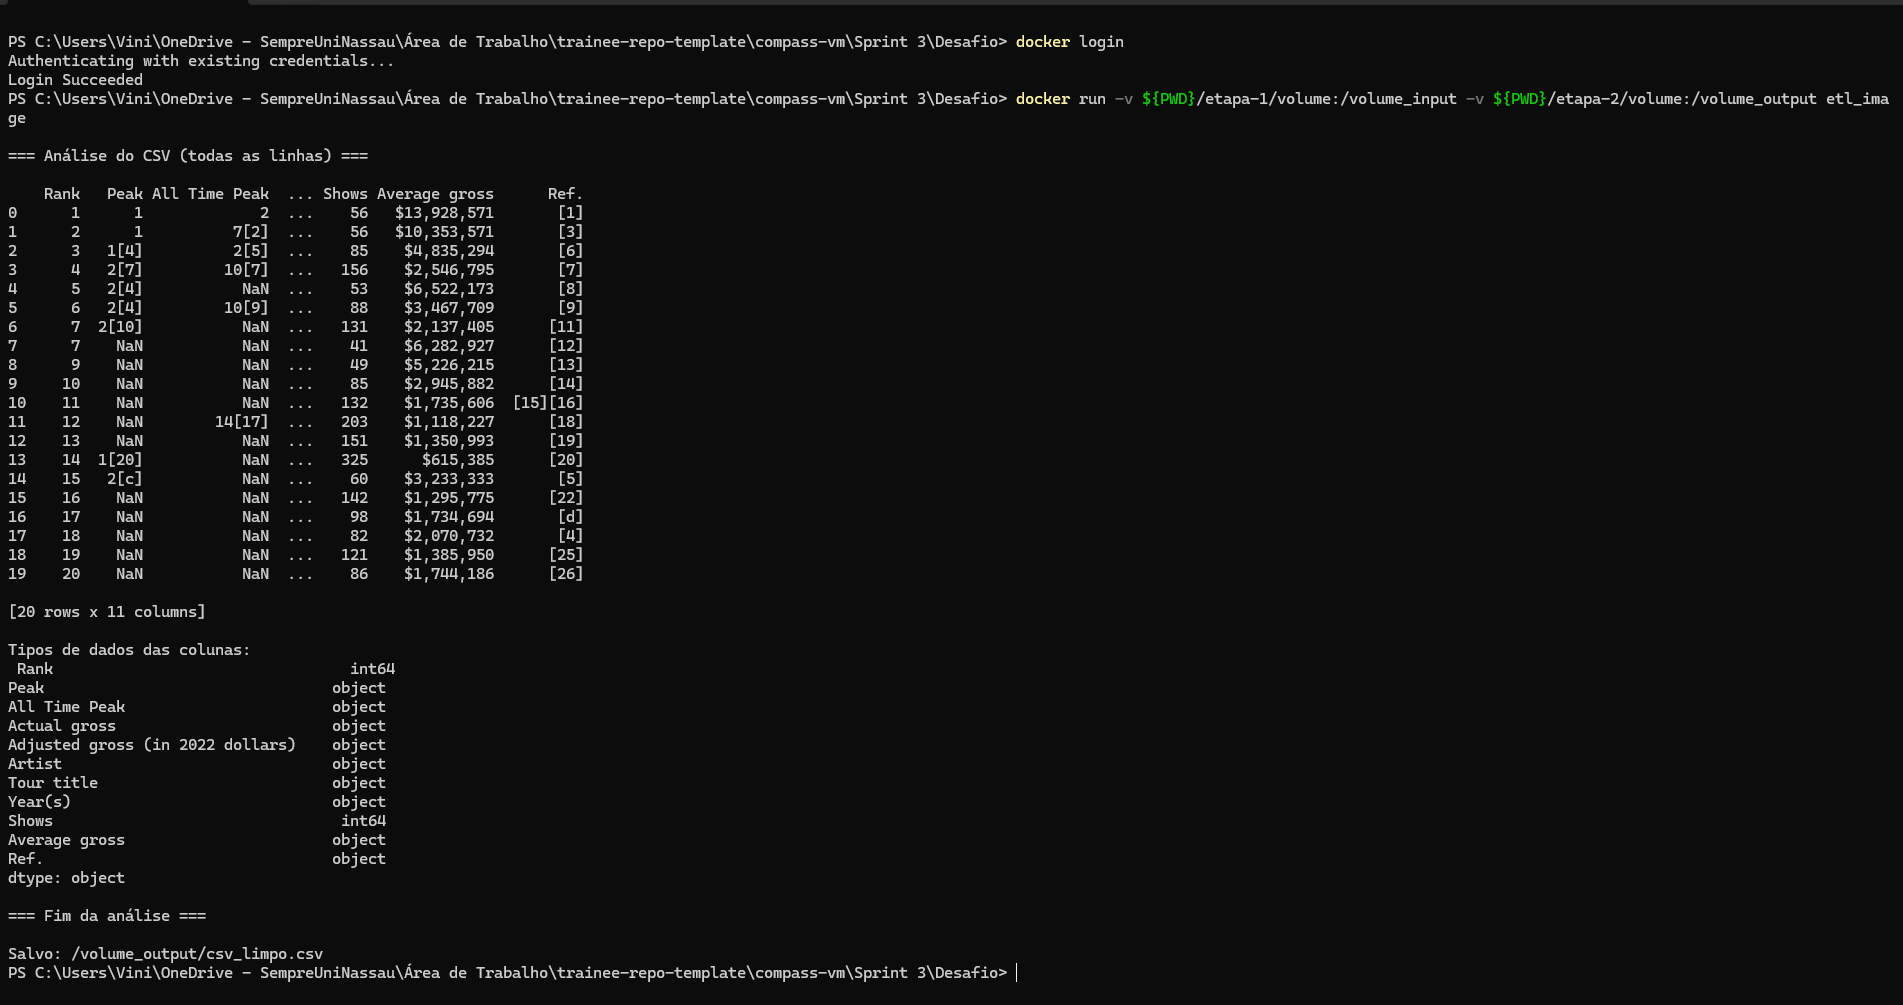 PS C:\Users\Vini\OneDrive - SempreUniNassau\Área de Trabalho\trainee-repo-template\compass-vm\Sprint 3\Desafio> docker login
Authenticating with existing credentials...
Login Succeeded
PS C:\Users\Vini\OneDrive - SempreUniNassau\Área de Trabalho\trainee-repo-template\compass-vm\Sprint 3\Desafio> docker run -v ${PWD}/etapa-1/volume:/volume_input -v ${PWD}/etapa-2/volume:/volume_output etl_ima
ge
=== Análise do CSV (todas as linhas) ===
    Rank   Peak All Time Peak  ... Shows Average gross      Ref.
0      1      1             2  ...    56   $13,928,571       [1]
1      2      1          7[2]  ...    56   $10,353,571       [3]
2      3   1[4]          2[5]  ...    85    $4,835,294       [6]
3      4   2[7]         10[7]  ...   156    $2,546,795       [7]
4      5   2[4]           NaN  ...    53    $6,522,173       [8]
5      6   2[4]         10[9]  ...    88    $3,467,709       [9]
6      7  2[10]           NaN  ...   131    $2,137,405      [11]
7      7    NaN           NaN  ...    41    $6,282,927      [12]
8      9    NaN           NaN  ...    49    $5,226,215      [13]
9     10    NaN           NaN  ...    85    $2,945,882      [14]
10    11    NaN           NaN  ...   132    $1,735,606  [15][16]
11    12    NaN        14[17]  ...   203    $1,118,227      [18]
12    13    NaN           NaN  ...   151    $1,350,993      [19]
13    14  1[20]           NaN  ...   325      $615,385      [20]
14    15   2[c]           NaN  ...    60    $3,233,333       [5]
15    16    NaN           NaN  ...   142    $1,295,775      [22]
16    17    NaN           NaN  ...    98    $1,734,694       [d]
17    18    NaN           NaN  ...    82    $2,070,732       [4]
18    19    NaN           NaN  ...   121    $1,385,950      [25]
19    20    NaN           NaN  ...    86    $1,744,186      [26]
[20 rows x 11 columns]
Tipos de dados das colunas:
 Rank                                 int64
Peak                                object
All Time Peak                       object
Actual gross                        object
Adjusted gross (in 2022 dollars)    object
Artist                              object
Tour title                          object
Year(s)                             object
Shows                                int64
Average gross                       object
Ref.                                object
dtype: object
=== Fim da análise ===
Salvo: /volume_output/csv_limpo.csv
PS C:\Users\Vini\OneDrive - SempreUniNassau\Área de Trabalho\trainee-repo-template\compass-vm\Sprint 3\Desafio>